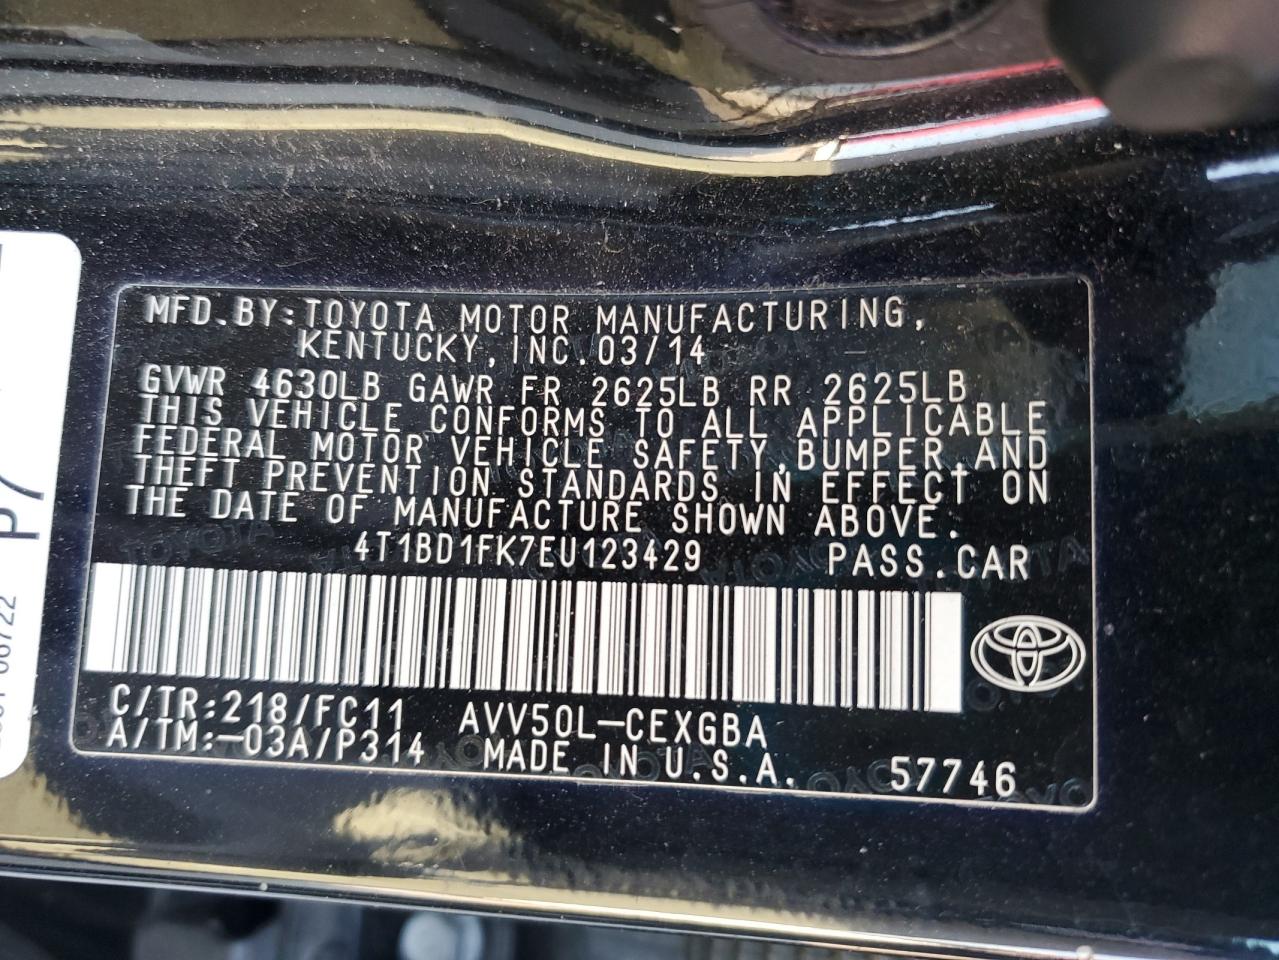 MFD.BY:TOYOTA MOTOR MANUFACTURING,
KENTUCKY, INC. 03/14
GVWR 4630LB GAWR FR 2625LB RR 2625LB
THIS VEHICLE CONFORMS TO ALL APPLICABLE
FEDERAL MOTOR VEHICLE SAFETY, BUMPER, AND
THEFT PREVENTION STANDARDS IN EFFECT ON
THE DATE OF MANUFACTURE SHOWN ABOVE.
4T1BD1FK7EU123429 PASS.CAR
C/TR:218/FC11 AVV50L-CEXGBA
A/TM:-03A/P314 MADE IN U.S.A. 57746
P7
06722